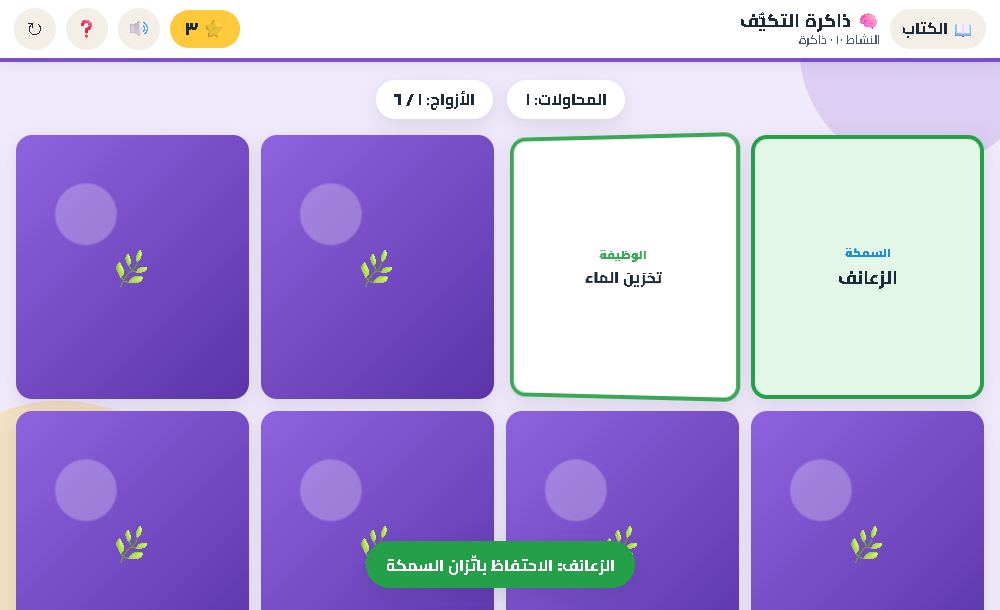 الكتاب
ذاكرة التكيُّف
النشاط ١ · ذاكرة
٣
المحاولات: ١
الأزواج: ١ / ٦
السمكة
الزعانف
الوظيفة
تخزين الماء
الزعانف: الاحتفاظ باتّزان السمكة